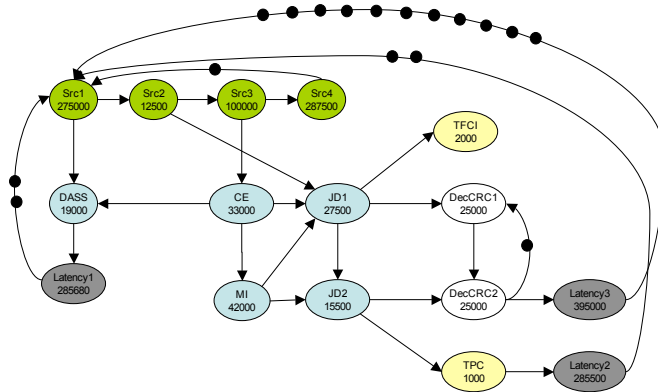 Src1
275000
Src2
12500
Src3
100000
Src4
287500
TFCI
2000
DASS
19000
CE
33000
JD1
27500
DecCRC1
25000
Latency1
285680
MI
42000
JD2
15500
DecCRC2
25000
Latency3
395000
TPC
1000
Latency2
285500